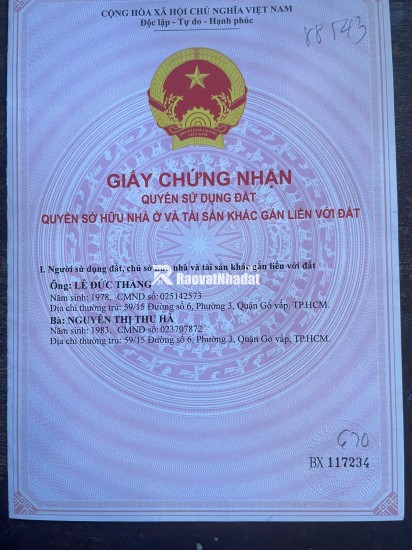 CỘNG HÒA XÃ HỘI CHỦ NGHĨA VIỆT NAM
Độc lập - Tự do - Hạnh phúc
88543
GIẤY CHỨNG NHẬN
QUYỀN SỬ DỤNG ĐẤT
QUYỀN SỞ HỮU NHÀ Ở VÀ TÀI SẢN KHÁC GẮN LIỀN VỚI ĐẤT
I. Người sử dụng đất, chủ sở hữu nhà và tài sản khác gắn liền với đất
RaovatNhadat
Ông: LÊ ĐỨC THẮNG
Năm sinh: 1978, CMND số: 025142573
Địa chỉ thường trú: 59/15 Đường số 6, Phường 3, Quận Gò vấp, TP.HCM.
Bà: NGUYỄN THỊ THU HÀ
Năm sinh: 1983, CMND số: 023707872
Địa chỉ thường trú: 59/15 Đường số 6, Phường 3, Quận Gò vấp, TP.HCM.
BX 117234